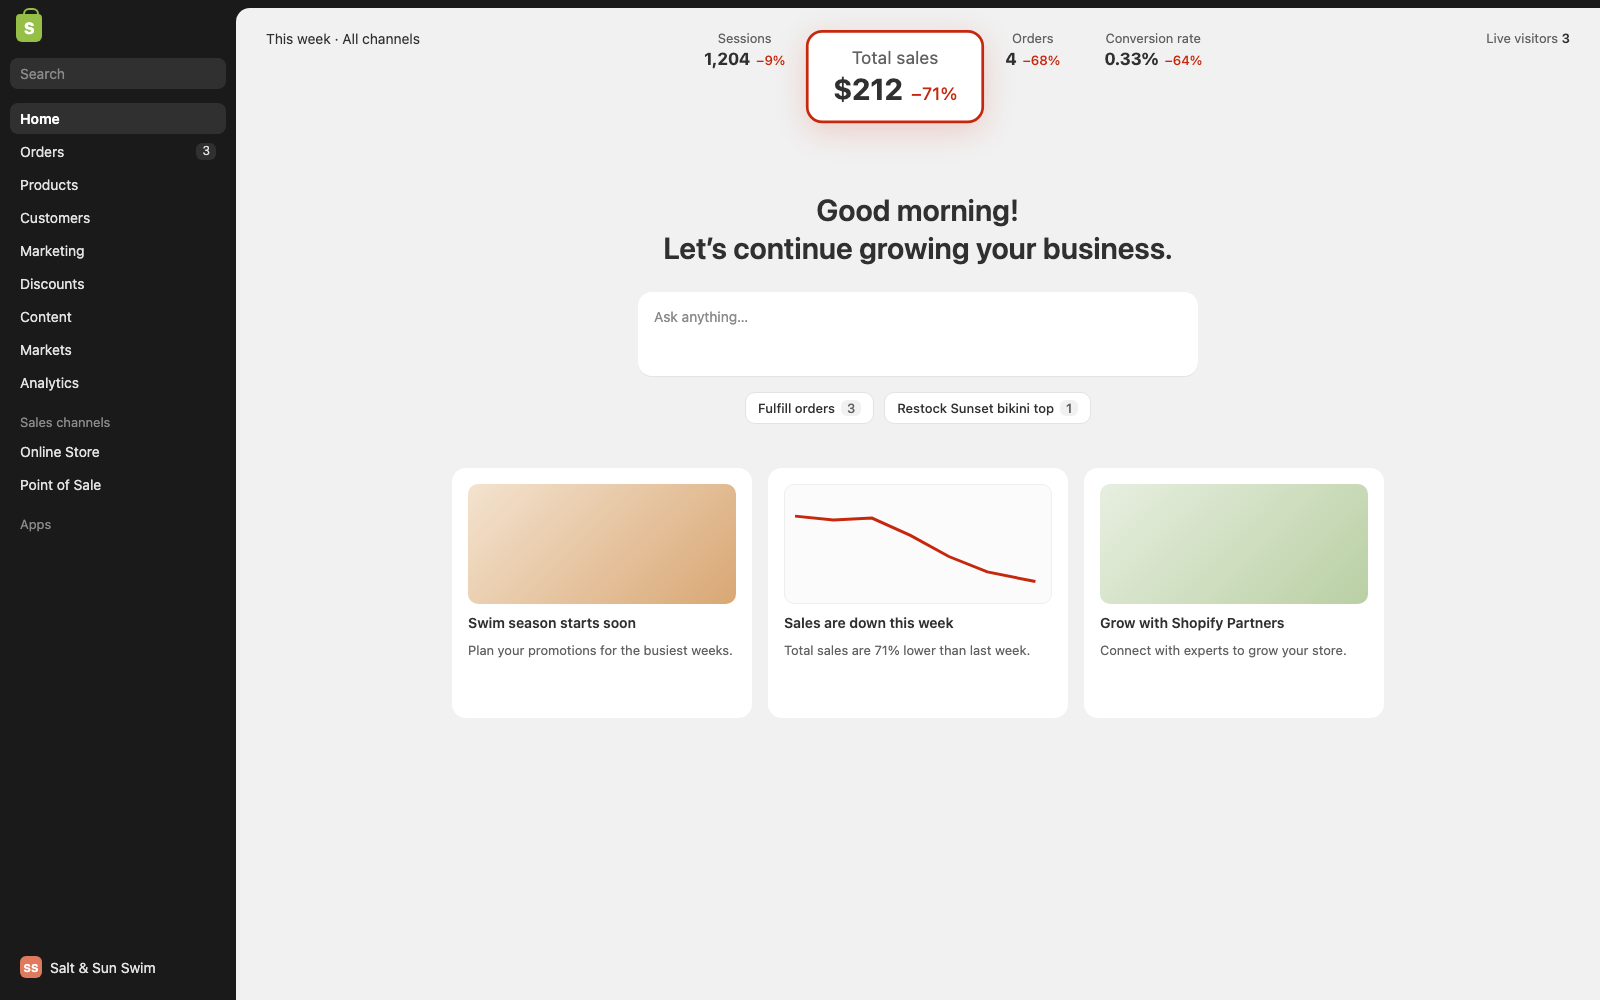 S
Search
Home
Orders 3
Products
Customers
Marketing
Discounts
Content
Markets
Analytics
Sales channels
Online Store
Point of Sale
Apps
SS Salt & Sun Swim
This week · All channels
Sessions
1,204 −9%
Total sales
$212 −71%
Orders
4 −68%
Conversion rate
0.33% −64%
Live visitors 3
Good morning!
Let’s continue growing your business.
Ask anything...
Fulfill orders 3
Restock Sunset bikini top 1
Swim season starts soon
Plan your promotions for the busiest weeks.
Sales are down this week
Total sales are 71% lower than last week.
Grow with Shopify Partners
Connect with experts to grow your store.